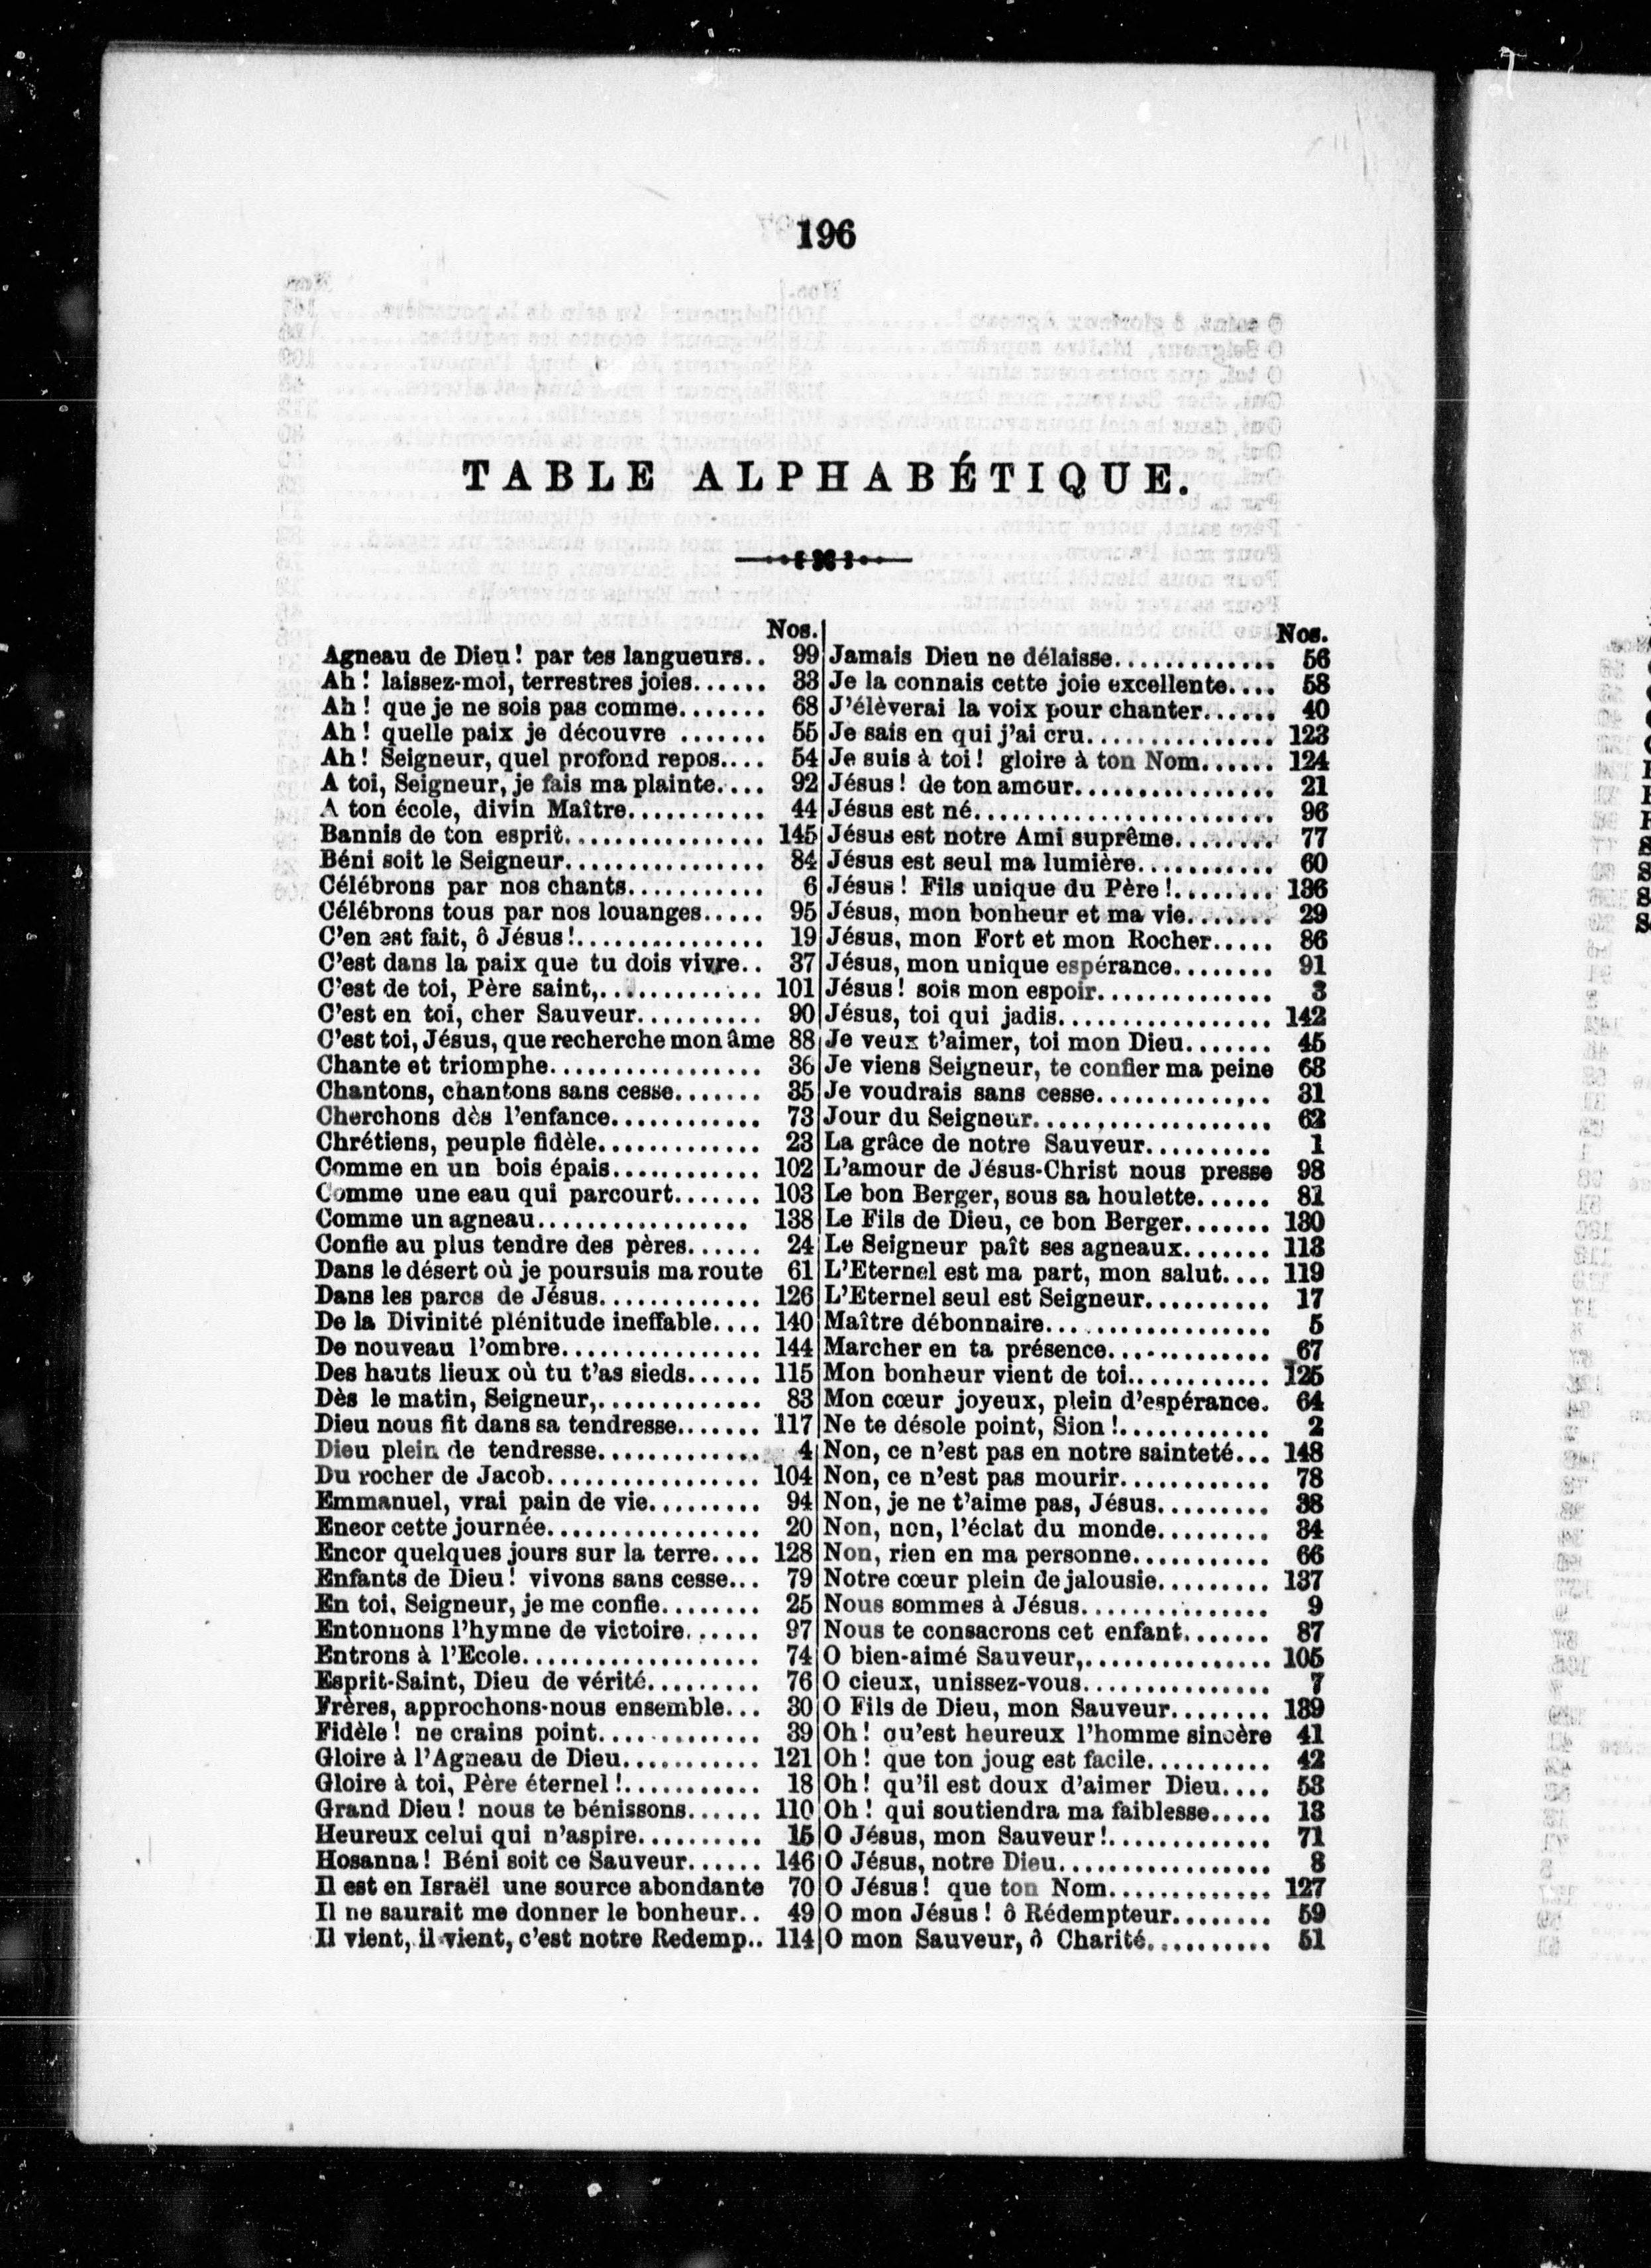 196
TABLE ALPHABÉTIQUE.
Nos.
Agneau de Dieu! par tes langueurs.. 99
Ah! laissez-moi, terrestres joies...... 33
Ah! que je ne sois pas comme....... 68
Ah! quelle paix je découvre ....... 55
Ah! Seigneur, quel profond repos.... 54
A toi, Seigneur, je fais ma plainte.... 92
A ton école, divin Maître........... 44
Bannis de ton esprit................ 145
Béni soit le Seigneur................ 84
Célébrons par nos chants........... 6
Célébrons tous par nos louanges..... 95
C'en est fait, ô Jésus!............... 19
C'est dans la paix que tu dois vivre.. 37
C'est de toi, Père saint,............. 101
C'est en toi, cher Sauveur.......... 90
C'est toi, Jésus, que recherche mon âme 88
Chante et triomphe................. 36
Chantons, chantons sans cesse....... 35
Cherchons dès l'enfance............ 73
Chrétiens, peuple fidèle............. 23
Comme en un bois épais............ 102
Comme une eau qui parcourt....... 103
Comme un agneau................. 138
Confie au plus tendre des pères...... 24
Dans le désert où je poursuis ma route 61
Dans les parcs de Jésus............. 126
De la Divinité plénitude ineffable.... 140
De nouveau l'ombre................ 144
Des hauts lieux où tu t'as sieds...... 115
Dès le matin, Seigneur,............. 83
Dieu nous fit dans sa tendresse....... 117
Dieu plein de tendresse............. 4
Du rocher de Jacob................. 104
Emmanuel, vrai pain de vie......... 94
Encor cette journée................. 20
Encor quelques jours sur la terre.... 128
Enfants de Dieu! vivons sans cesse... 79
En toi, Seigneur, je me confie........ 25
Entonnons l'hymne de victoire....... 97
Entrons à l'Ecole................... 74
Esprit-Saint, Dieu de vérité......... 76
Frères, approchons-nous ensemble... 30
Fidèle! ne crains point............. 39
Gloire à l'Agneau de Dieu........... 121
Gloire à toi, Père éternel!........... 18
Grand Dieu! nous te bénissons...... 110
Heureux celui qui n'aspire.......... 15
Hosanna! Béni soit ce Sauveur...... 146
Il est en Israël une source abondante 70
Il ne saurait me donner le bonheur.. 49
Il vient, il vient, c'est notre Redemp.. 114
Nos.
Jamais Dieu ne délaisse............. 56
Je la connais cette joie excellente.... 58
J'élèverai la voix pour chanter...... 40
Je sais en qui j'ai cru............... 123
Je suis à toi! gloire à ton Nom...... 124
Jésus! de ton amour................ 21
Jésus est né........................ 96
Jésus est notre Ami suprême........ 77
Jésus est seul ma lumière........... 60
Jésus! Fils unique du Père!........ 136
Jésus, mon bonheur et ma vie....... 29
Jésus, mon Fort et mon Rocher..... 86
Jésus, mon unique espérance........ 91
Jésus! sois mon espoir.............. 3
Jésus, toi qui jadis................. 142
Je veux t'aimer, toi mon Dieu....... 45
Je viens Seigneur, te confier ma peine 63
Je voudrais sans cesse.............. 31
Jour du Seigneur................... 62
La grâce de notre Sauveur.......... 1
L'amour de Jésus-Christ nous presse 98
Le bon Berger, sous sa houlette...... 81
Le Fils de Dieu, ce bon Berger....... 130
Le Seigneur paît ses agneaux....... 113
L'Eternel est ma part, mon salut.... 119
L'Eternel seul est Seigneur.......... 17
Maître débonnaire.................. 5
Marcher en ta présence............. 67
Mon bonheur vient de toi............ 125
Mon cœur joyeux, plein d'espérance. 64
Ne te désole point, Sion!............ 2
Non, ce n'est pas en notre sainteté... 148
Non, ce n'est pas mourir............ 78
Non, je ne t'aime pas, Jésus......... 38
Non, non, l'éclat du monde......... 34
Non, rien en ma personne........... 66
Notre cœur plein de jalousie......... 137
Nous sommes à Jésus............... 9
Nous te consacrons cet enfant....... 87
O bien-aimé Sauveur,............... 105
O cieux, unissez-vous............... 7
O Fils de Dieu, mon Sauveur........ 139
Oh! qu'est heureux l'homme sincère 41
Oh! que ton joug est facile.......... 42
Oh! qu'il est doux d'aimer Dieu.... 53
Oh! qui soutiendra ma faiblesse..... 13
O Jésus, mon Sauveur!............. 71
O Jésus, notre Dieu................. 8
O Jésus! que ton Nom............. 127
O mon Jésus! ô Rédempteur........ 59
O mon Sauveur, ô Charité.......... 51